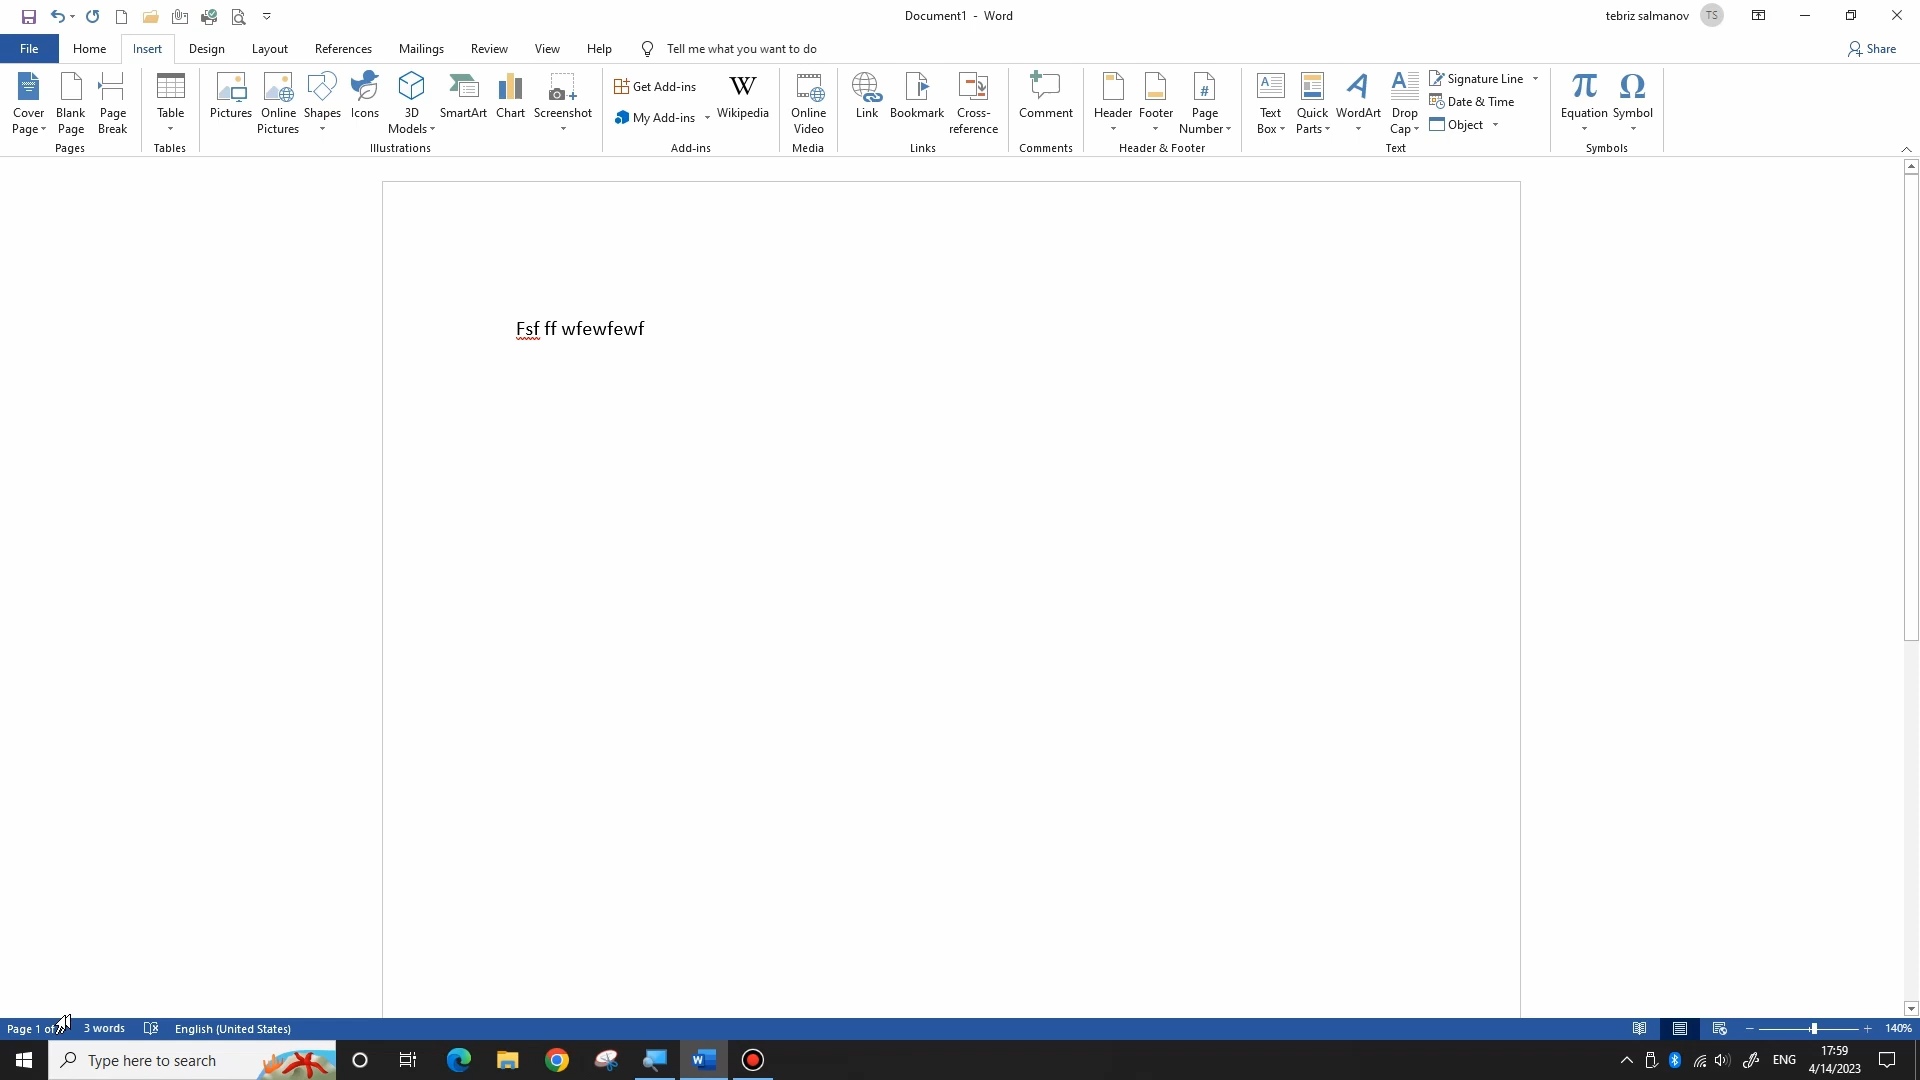 Document1 - Word
tebriz salmanov TS
File Home Insert Design Layout References Mailings Review View Help Tell me what you want to do Share
Cover Page
Blank Page
Page Break
Pages
Table
Tables
Pictures
Online Pictures
Shapes
Icons
3D Models
SmartArt
Chart
Screenshot
Illustrations
Get Add-ins
My Add-ins
W
Wikipedia
Add-ins
Online Video
Media
Link
Bookmark
Cross-reference
Links
Comment
Comments
Header
Footer
Page Number
Header & Footer
Text Box
Quick Parts
WordArt
Drop Cap
Signature Line
Date & Time
Object
Text
π
Equation
Ω
Symbol
Symbols
Fsf ff wfewfewf
Page 1 of 3 words English (United States) 140%
Type here to search ENG 17:59
4/14/2023